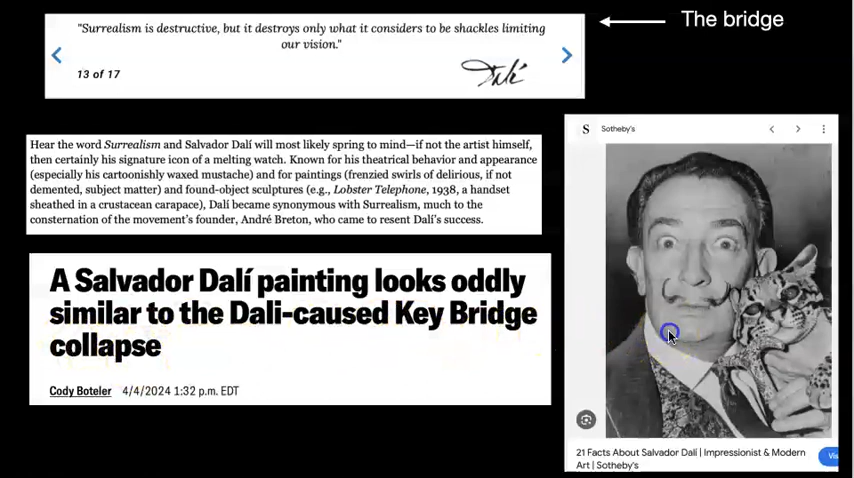 "Surrealism is destructive, but it destroys only what it considers to be shackles limiting
our vision."
13 of 17
Dalí
The bridge
Hear the word Surrealism and Salvador Dalí will most likely spring to mind—if not the artist himself,
then certainly his signature icon of a melting watch. Known for his theatrical behavior and appearance
(especially his cartoonishly waxed mustache) and for paintings (frenzied swirls of delirious, if not
demented, subject matter) and found-object sculptures (e.g., Lobster Telephone, 1938, a handset
sheathed in a crustacean carapace), Dalí became synonymous with Surrealism, much to the
consternation of the movement's founder, André Breton, who came to resent Dalí's success.
A Salvador Dalí painting looks oddly
similar to the Dali-caused Key Bridge
collapse
Cody Boteler 4/4/2024 1:32 p.m. EDT
S Sotheby's
21 Facts About Salvador Dalí | Impressionist & Modern
Art | Sotheby's